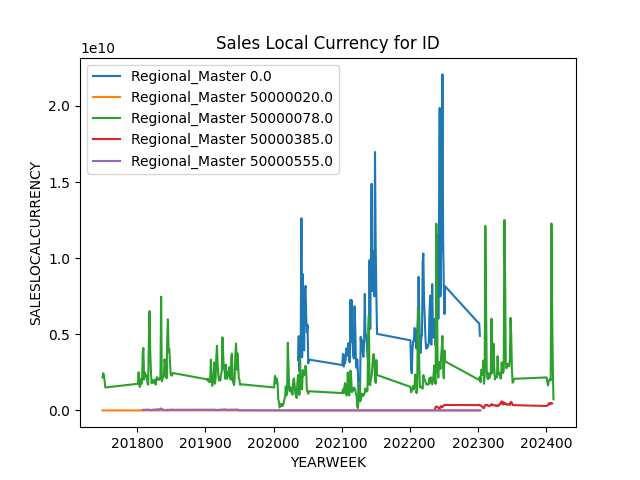 Sales Local Currency for ID
1e10
Regional_Master 0.0
Regional_Master 50000020.0
Regional_Master 50000078.0
Regional_Master 50000385.0
Regional_Master 50000555.0
2.0
1.5
1.0
0.5
0.0
SALESLOCALCURRENCY
201800 201900 202000 202100 202200 202300 202400
YEARWEEK